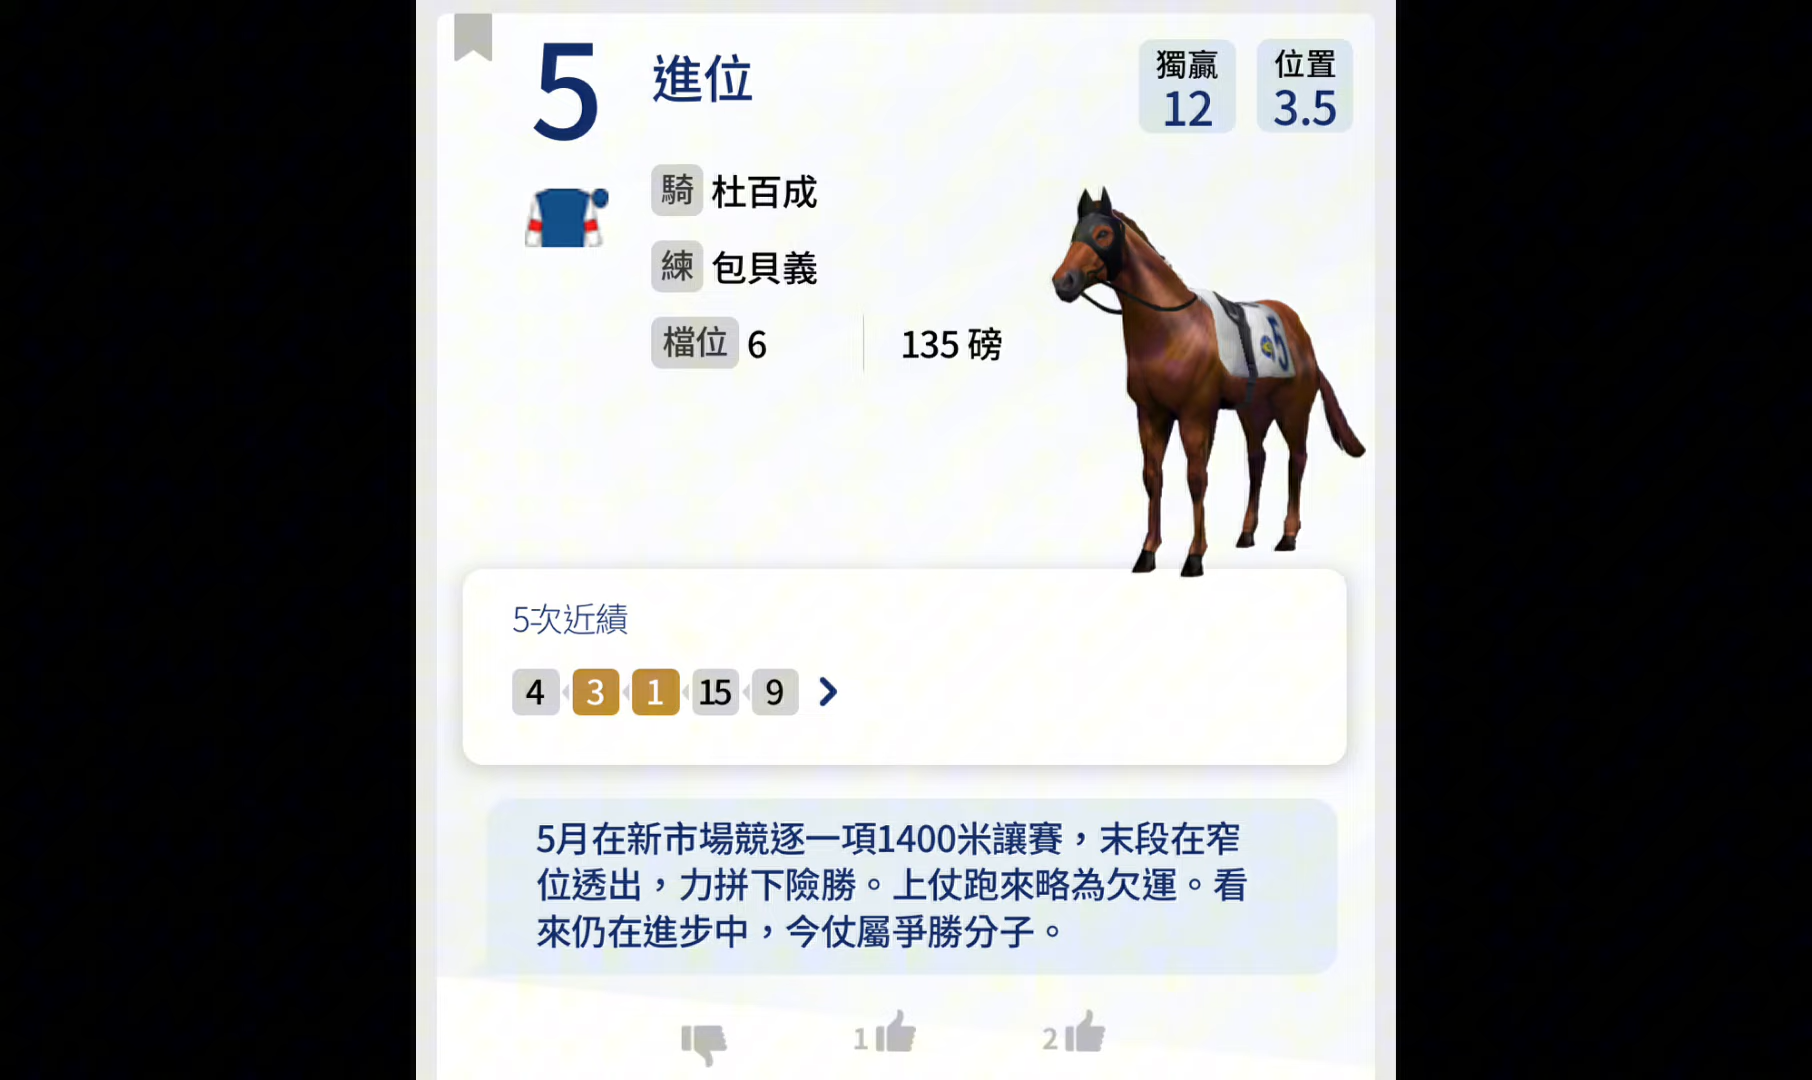 5
進位
獨贏
12
位置
3.5
騎 杜百成
練 包貝義
檔位 6
135 磅
5
5次近績
4 3 1 15 9
5月在新市場競逐一項1400米讓賽，末段在窄
位透出，力拼下險勝。上仗跑來略為欠運。看
來仍在進步中，今仗屬爭勝分子。
1
2